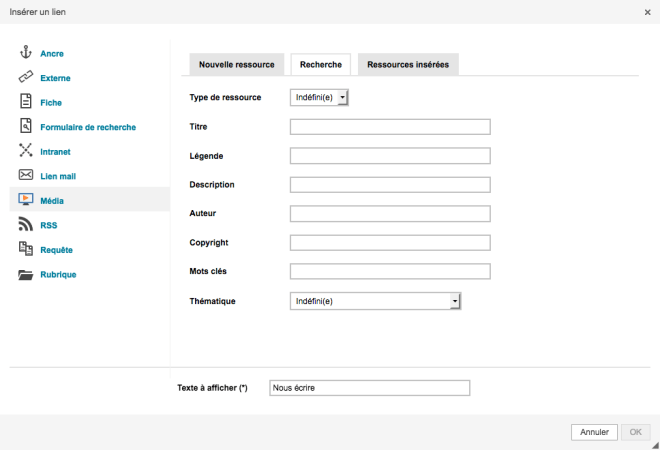 Insérer un lien
×
Ancre
Externe
Fiche
Formulaire de recherche
Intranet
Lien mail
Média
RSS
Requête
Rubrique
Nouvelle ressource Recherche Ressources insérées
Type de ressource Indéfini(e)
Titre
Légende
Description
Auteur
Copyright
Mots clés
Thématique Indéfini(e)
Texte à afficher (*) Nous écrire
Annuler OK